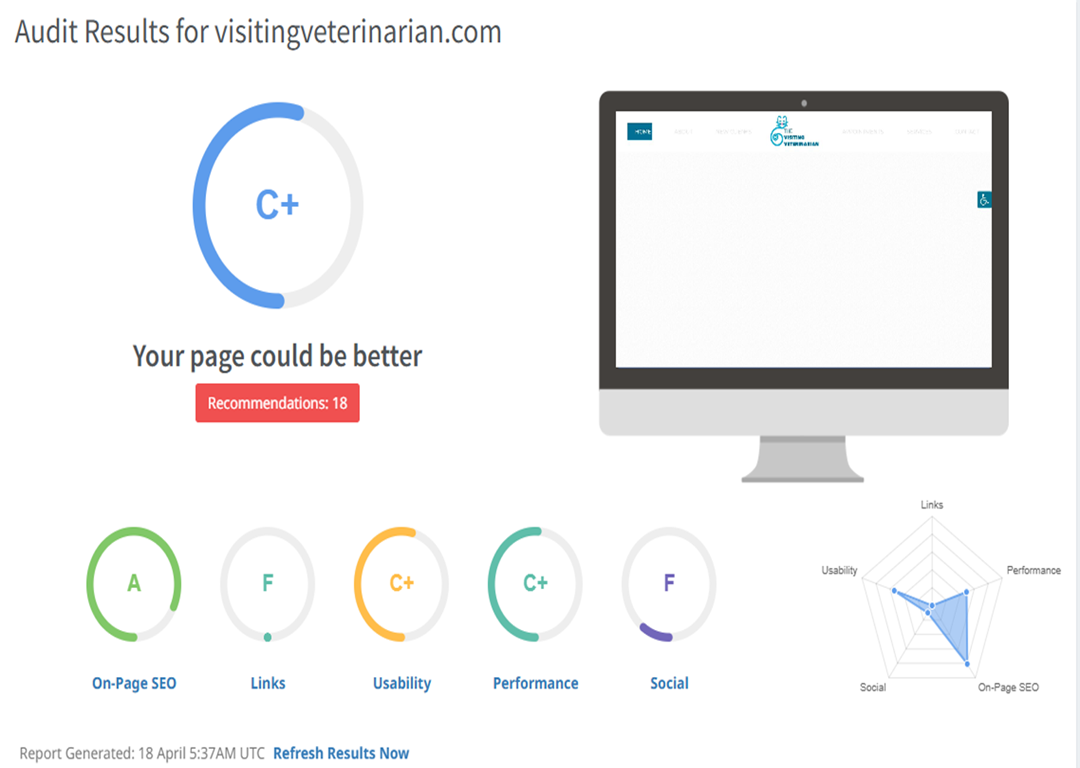 Audit Results for visitingveterinarian.com
C+
Your page could be better
Recommendations: 18
HOME
THE
VISITING
VETERINARIAN
A
F
C+
C+
F
On-Page SEO
Links
Usability
Performance
Social
Links
Usability
Performance
Social
On-Page SEO
Report Generated: 18 April 5:37AM UTC Refresh Results Now